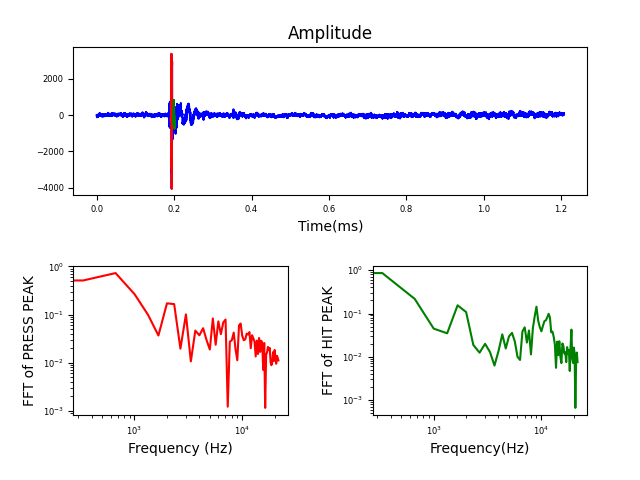 Amplitude
2000
0
−2000
−4000
0.0 0.2 0.4 0.6 0.8 1.0 1.2
Time(ms)
FFT of PRESS PEAK
10⁰
10⁻¹
10⁻²
10⁻³
10³ 10⁴
Frequency (Hz)
FFT of HIT PEAK
10⁰
10⁻¹
10⁻²
10⁻³
10³ 10⁴
Frequency(Hz)